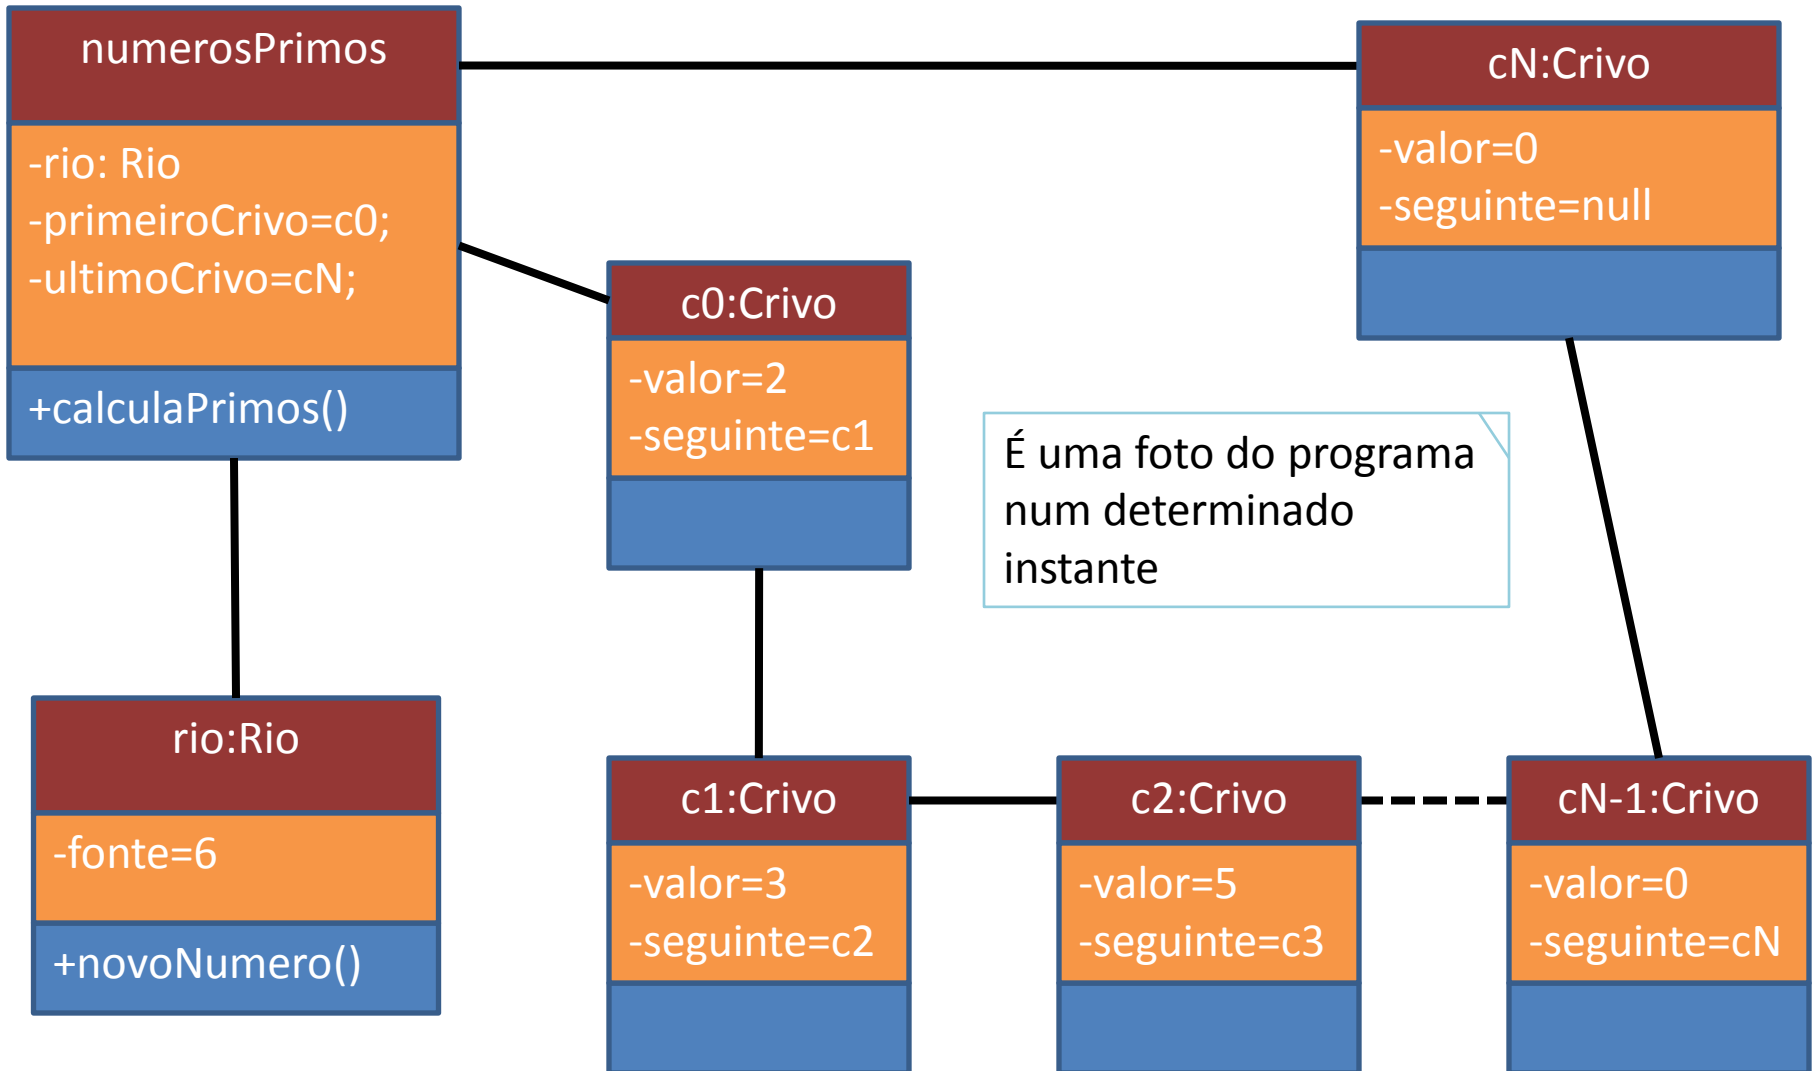 numerosPrimos
-rio: Rio
-primeiroCrivo=c0;
-ultimoCrivo=cN;
+calculaPrimos()
cN:Crivo
-valor=0
-seguinte=null
c0:Crivo
-valor=2
-seguinte=c1
É uma foto do programa
num determinado
instante
rio:Rio
-fonte=6
+novoNumero()
c1:Crivo
-valor=3
-seguinte=c2
c2:Crivo
-valor=5
-seguinte=c3
cN-1:Crivo
-valor=0
-seguinte=cN